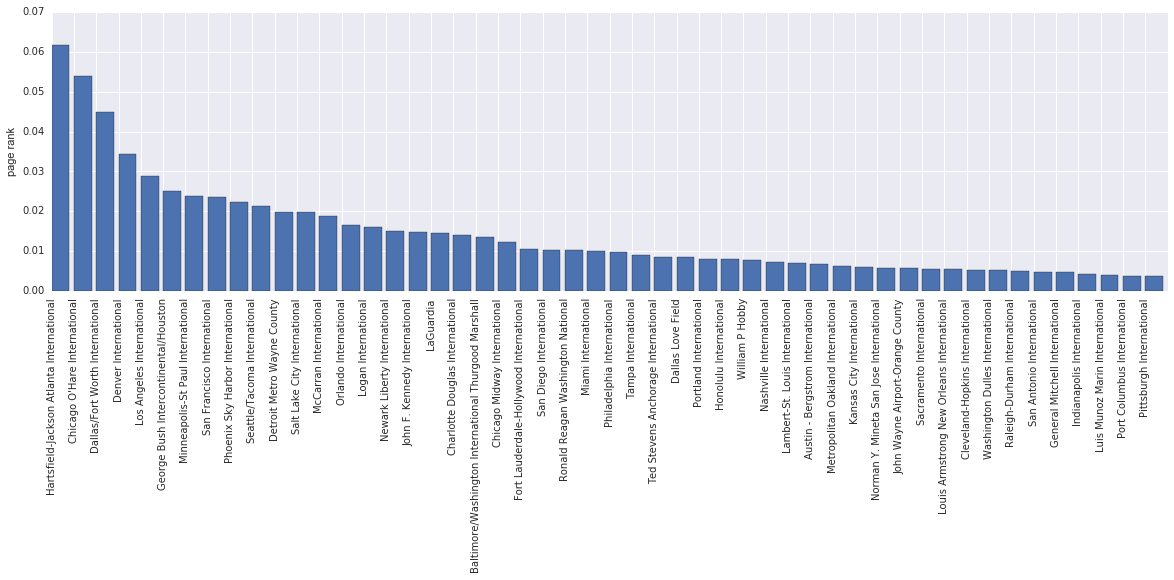 0.07
0.06
0.05
0.04
0.03
0.02
0.01
0.00
page rank
Hartsfield-Jackson Atlanta International
Chicago O'Hare International
Dallas/Fort Worth International
Denver International
Los Angeles International
George Bush Intercontinental/Houston
Minneapolis-St Paul International
San Francisco International
Phoenix Sky Harbor International
Seattle/Tacoma International
Detroit Metro Wayne County
Salt Lake City International
McCarran International
Orlando International
Logan International
Newark Liberty International
John F. Kennedy International
LaGuardia
Charlotte Douglas International
Baltimore/Washington International Thurgood Marshall
Chicago Midway International
Fort Lauderdale-Hollywood International
San Diego International
Ronald Reagan Washington National
Miami International
Philadelphia International
Tampa International
Ted Stevens Anchorage International
Dallas Love Field
Portland International
Honolulu International
William P Hobby
Nashville International
Lambert-St. Louis International
Austin - Bergstrom International
Metropolitan Oakland International
Kansas City International
Norman Y. Mineta San Jose International
John Wayne Airport-Orange County
Sacramento International
Louis Armstrong New Orleans International
Cleveland-Hopkins International
Washington Dulles International
Raleigh-Durham International
San Antonio International
General Mitchell International
Indianapolis International
Luis Munoz Marin International
Port Columbus International
Pittsburgh International